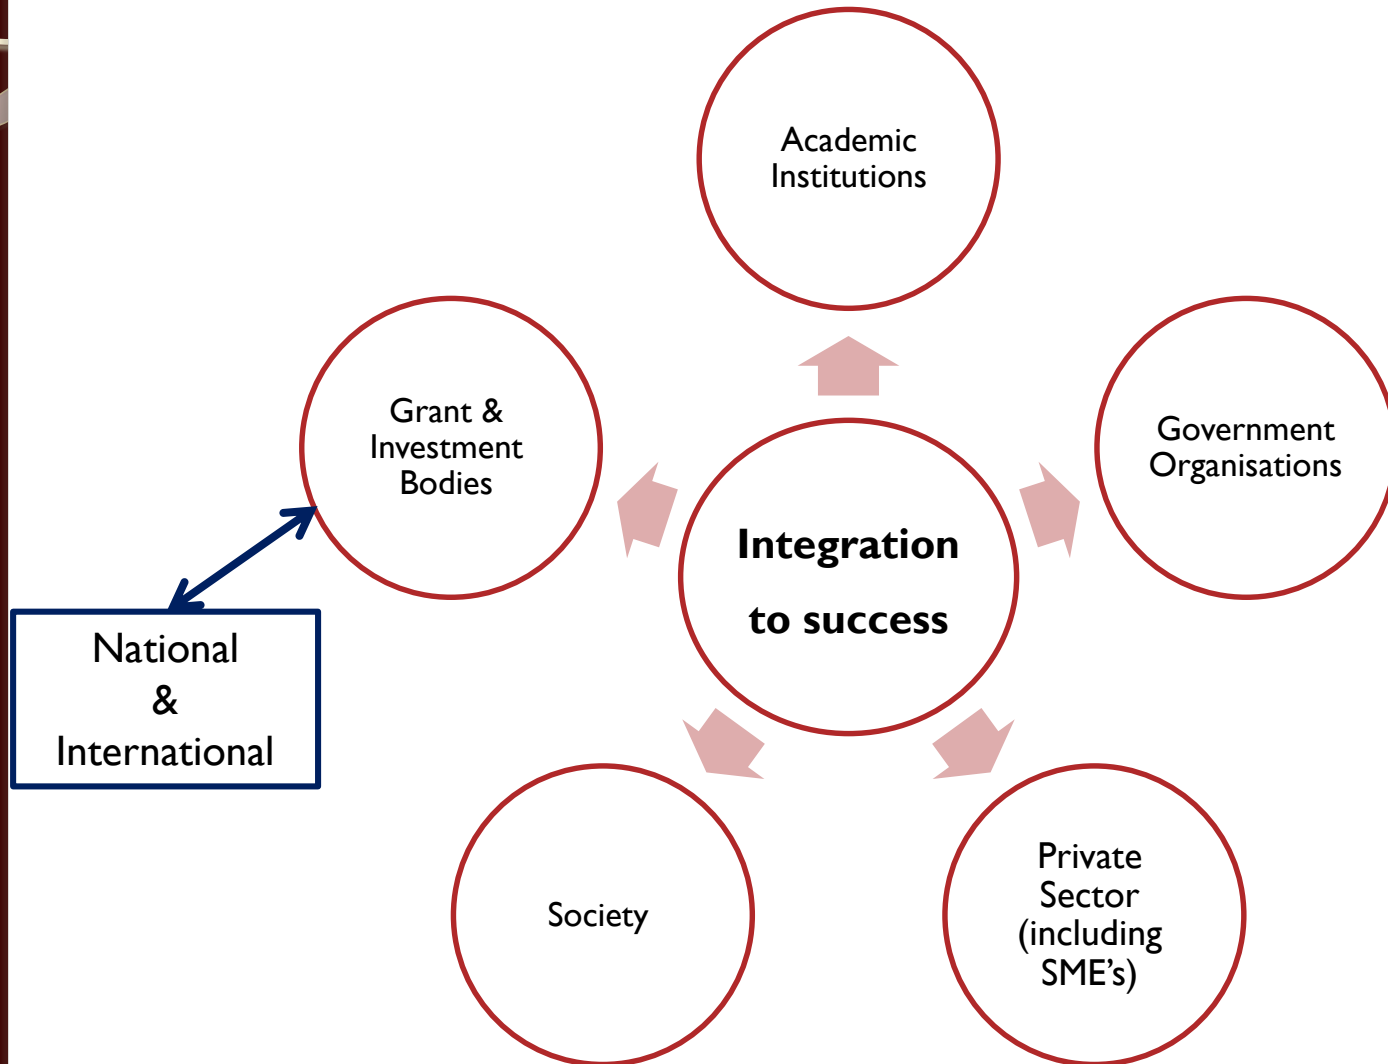 Academic
Institutions
Grant &
Investment
Bodies
Government
Organisations
Integration
to success
National
&
International
Society
Private
Sector
(including
SME’s)